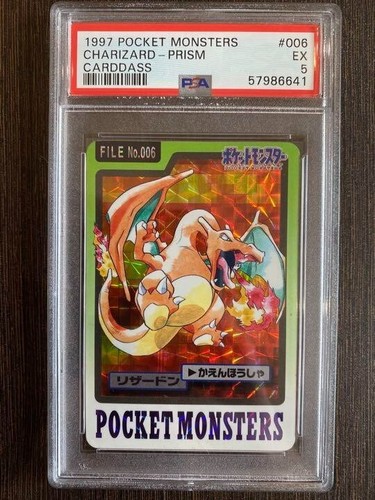 1997 POCKET MONSTERS #006
CHARIZARD-PRISM EX
CARDDASS 5
PSA 57986641
FILE No.006
ポケットモンスター
リザードン
▶かえんほうしゃ
POCKET MONSTERS